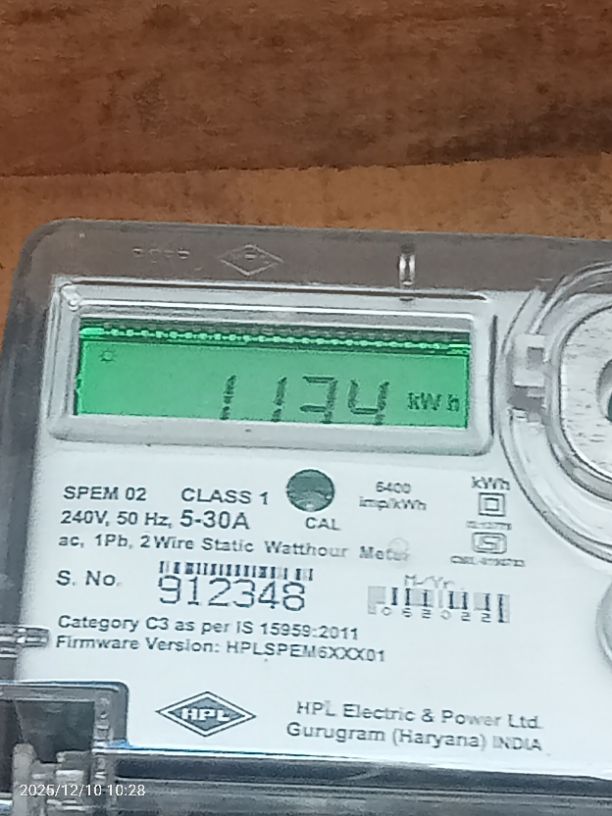 1134 kWh
SPEM 02 CLASS 1
6400 imp/kWh
kWh
240V, 50 Hz, 5-30A
CAL
ac, 1Ph, 2 Wire Static Watthour Meter
S. No. 912348
M/Yr.
062022
Category C3 as per IS 15959:2011
Firmware Version: HPLSPEM6XXX01
HPL
HPL Electric & Power Ltd.
Gurugram (Haryana) INDIA
2025/12/10 10:28